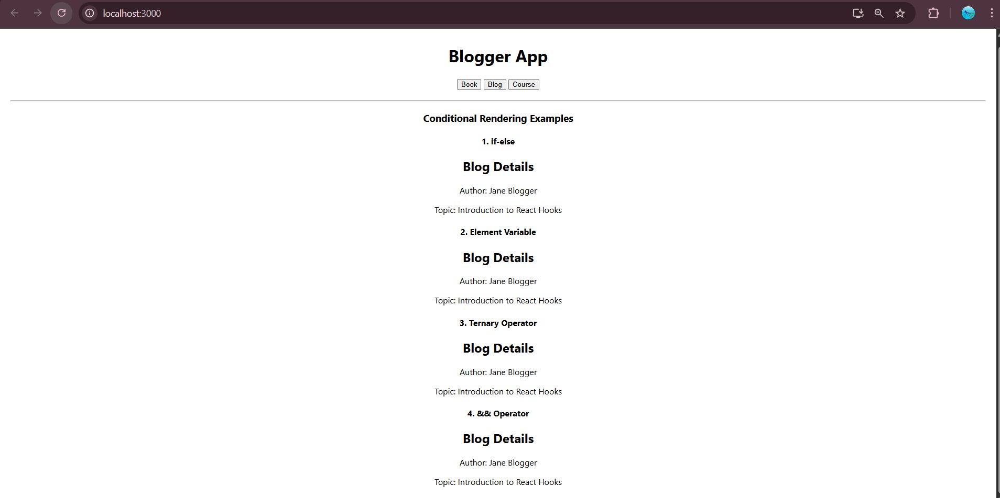 localhost:3000
Blogger App
Book Blog Course
Conditional Rendering Examples
1. if-else
Blog Details
Author: Jane Blogger
Topic: Introduction to React Hooks
2. Element Variable
Blog Details
Author: Jane Blogger
Topic: Introduction to React Hooks
3. Ternary Operator
Blog Details
Author: Jane Blogger
Topic: Introduction to React Hooks
4. && Operator
Blog Details
Author: Jane Blogger
Topic: Introduction to React Hooks